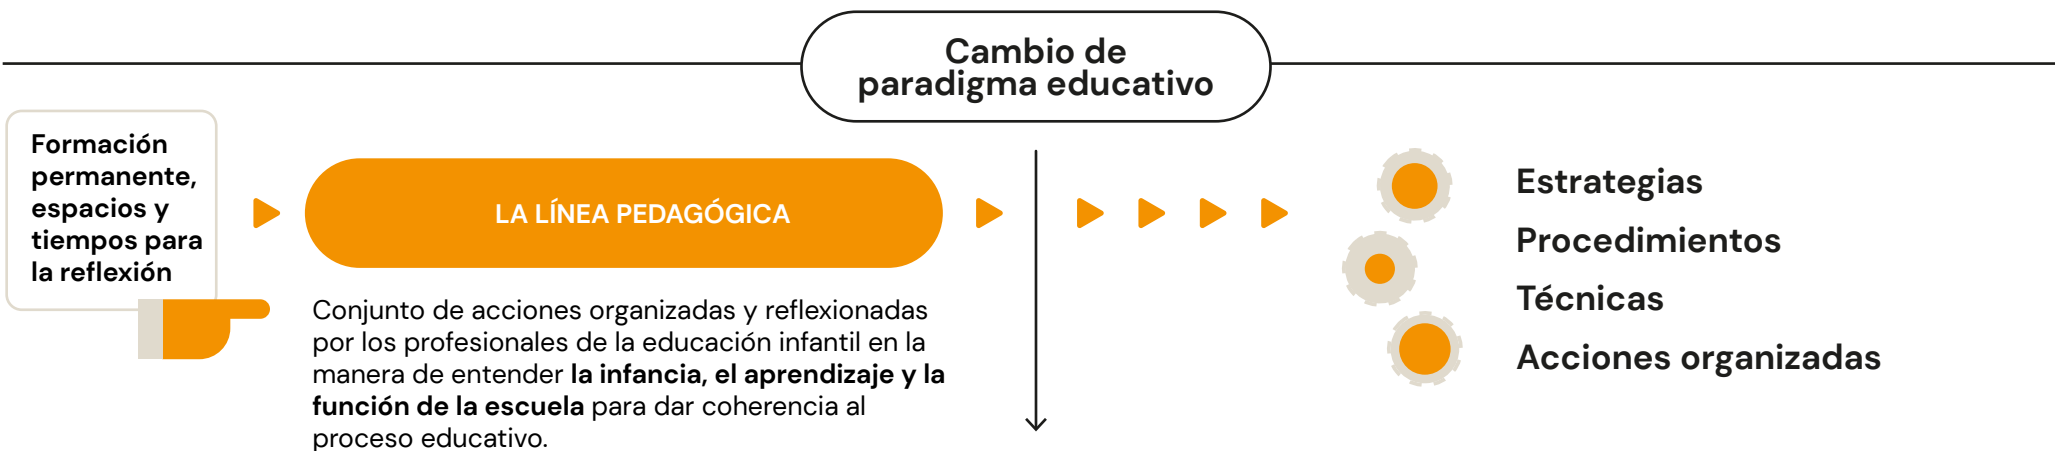 Cambio de
paradigma educativo
Formación
permanente,
espacios y
tiempos para
la reflexión
LA LÍNEA PEDAGÓGICA
Conjunto de acciones organizadas y reflexionadas
por los profesionales de la educación infantil en la
manera de entender la infancia, el aprendizaje y la
función de la escuela para dar coherencia al
proceso educativo.
Estrategias
Procedimientos
Técnicas
Acciones organizadas